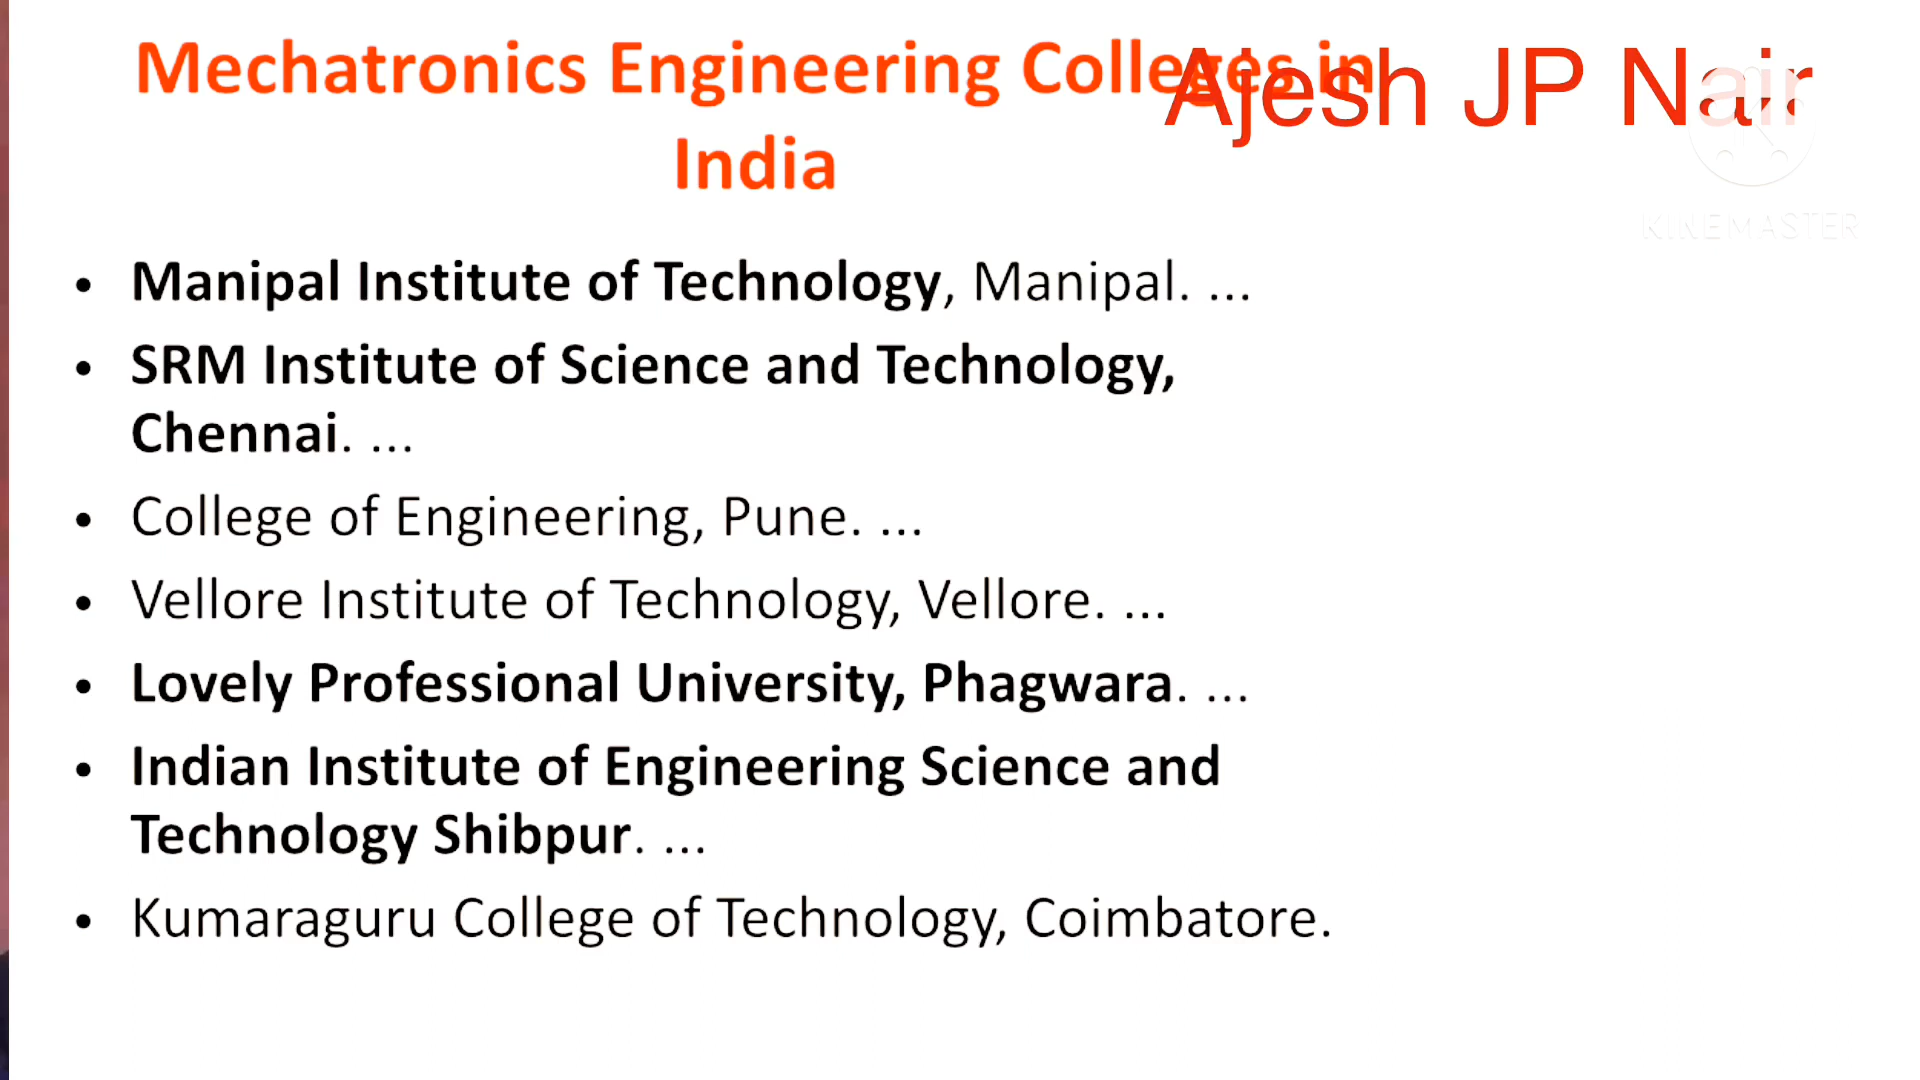 Mechatronics Engineering Colleges in
India
Ajesh JP Nair
KINEMASTER
• Manipal Institute of Technology, Manipal. ...
• SRM Institute of Science and Technology,
Chennai. ...
• College of Engineering, Pune. ...
• Vellore Institute of Technology, Vellore. ...
• Lovely Professional University, Phagwara. ...
• Indian Institute of Engineering Science and
Technology Shibpur. ...
• Kumaraguru College of Technology, Coimbatore.